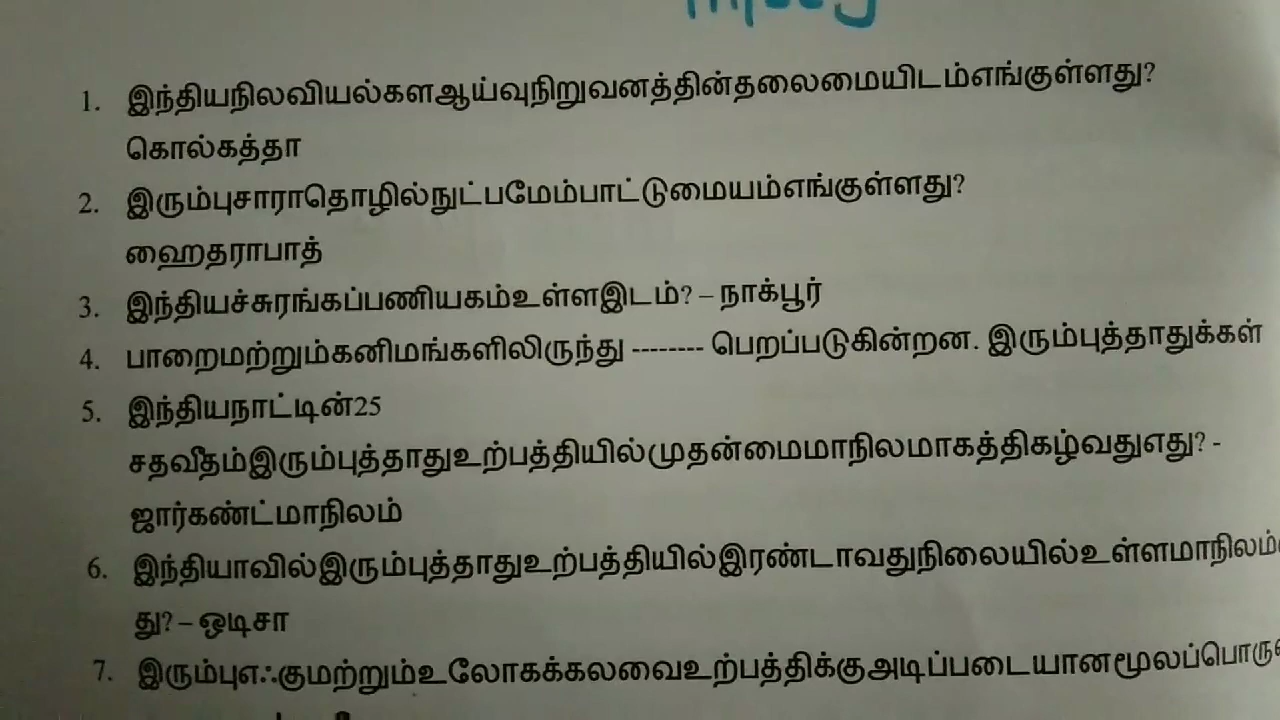 1. இந்தியநிலவியல்களஆய்வுநிறுவனத்தின்தலைமையிடம்எங்குள்ளது?
கொல்கத்தா
2. இரும்புசாராதொழில்நுட்பமேம்பாட்டுமையம்எங்குள்ளது?
ஹைதராபாத்
3. இந்தியச்சுரங்கப்பணியகம்உள்ளஇடம்? – நாக்பூர்
4. பாறைமற்றும்கனிமங்களிலிருந்து -------- பெறப்படுகின்றன. இரும்புத்தாதுக்கள்
5. இந்தியநாட்டின்25
சதவீதம்இரும்புத்தாதுஉற்பத்தியில்முதன்மைமாநிலமாகத்திகழ்வதுஎது? -
ஜார்கண்ட்மாநிலம்
6. இந்தியாவில்இரும்புத்தாதுஉற்பத்தியில்இரண்டாவதுநிலையில்உள்ளமாநிலம்
து? – ஒடிசா
7. இரும்புஎஃகுமற்றும்உலோகக்கலவைஉற்பத்திக்குஅடிப்படையானமூலப்பொரு